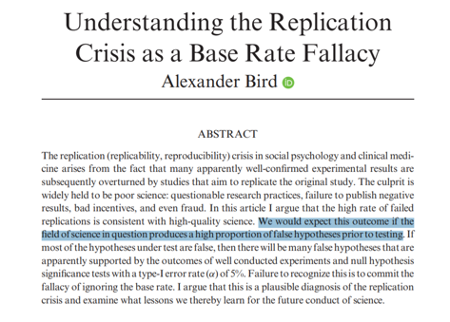 Understanding the Replication
Crisis as a Base Rate Fallacy
Alexander Bird iD
ABSTRACT
The replication (replicability, reproducibility) crisis in social psychology and clinical medi-
cine arises from the fact that many apparently well-confirmed experimental results are
subsequently overturned by studies that aim to replicate the original study. The culprit is
widely held to be poor science: questionable research practices, failure to publish negative
results, bad incentives, and even fraud. In this article I argue that the high rate of failed
replications is consistent with high-quality science. We would expect this outcome if the
field of science in question produces a high proportion of false hypotheses prior to testing. If
most of the hypotheses under test are false, then there will be many false hypotheses that are
apparently supported by the outcomes of well conducted experiments and null hypothesis
significance tests with a type-I error rate (α) of 5%. Failure to recognize this is to commit the
fallacy of ignoring the base rate. I argue that this is a plausible diagnosis of the replication
crisis and examine what lessons we thereby learn for the future conduct of science.